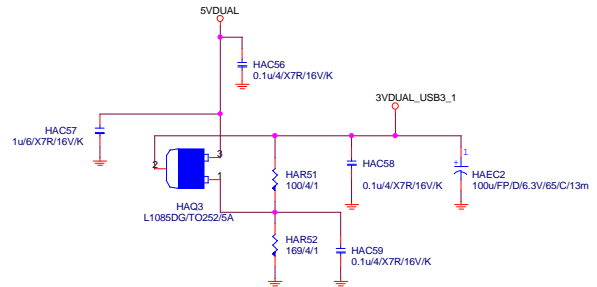 5VDUAL
HAC56
0.1u/4/X7R/16V/K
3VDUAL_USB3_1
HAC57
1u/6/X7R/16V/K
2
3
1
HAQ3
L1085DG/TO252/5A
HAR51
100/4/1
HAC58
0.1u/4/X7R/16V/K
+
1
HAEC2
100u/FP/D/6.3V/65/C/13m
HAR52
169/4/1
HAC59
0.1u/4/X7R/16V/K